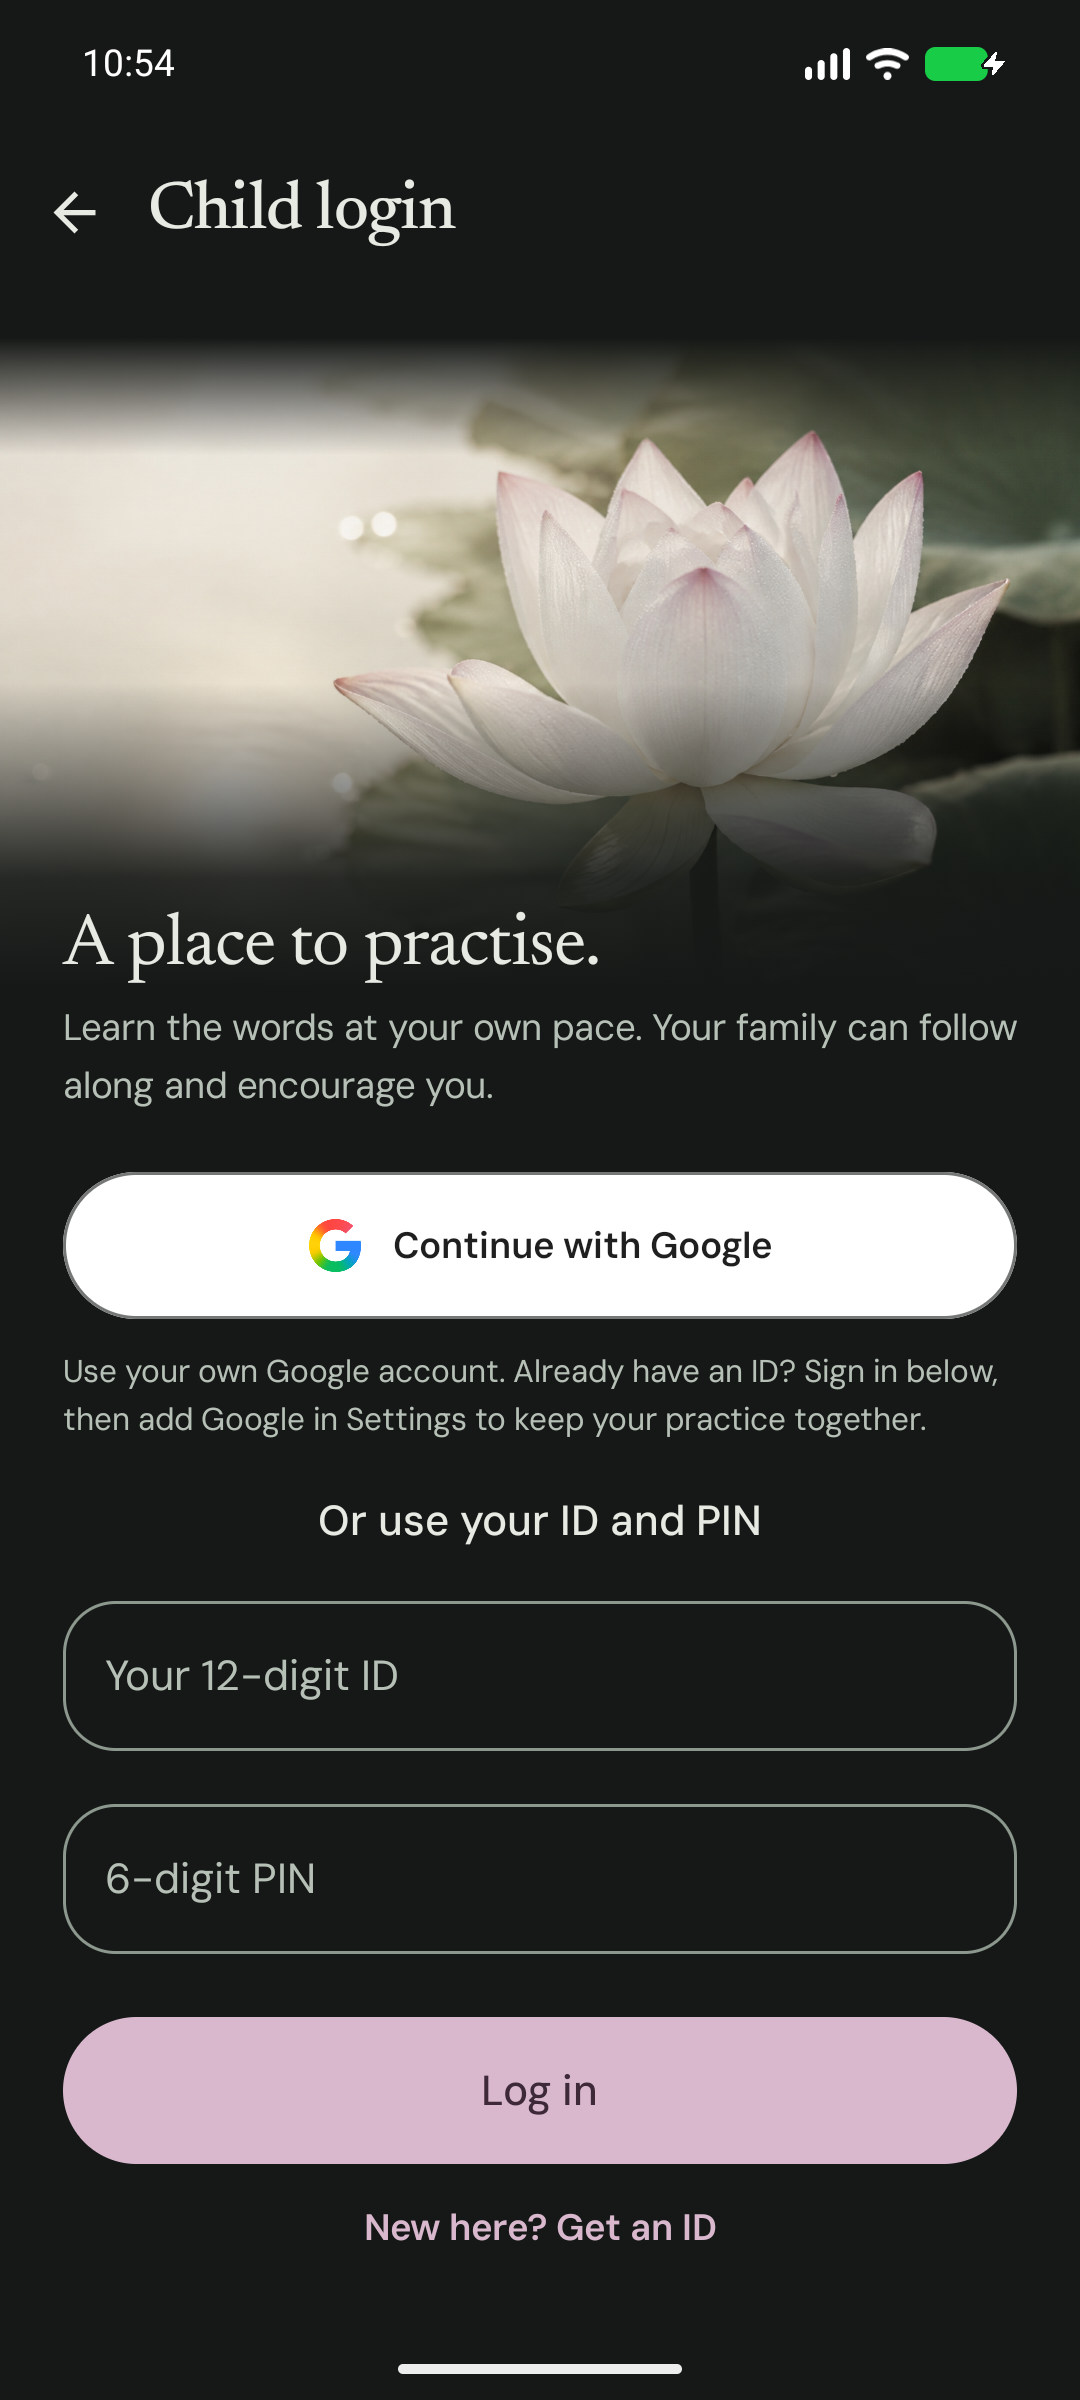 10:54
Child login
A place to practise.
Learn the words at your own pace. Your family can follow
along and encourage you.
Continue with Google
Use your own Google account. Already have an ID? Sign in below,
then add Google in Settings to keep your practice together.
Or use your ID and PIN
Your 12-digit ID
6-digit PIN
Log in
New here? Get an ID